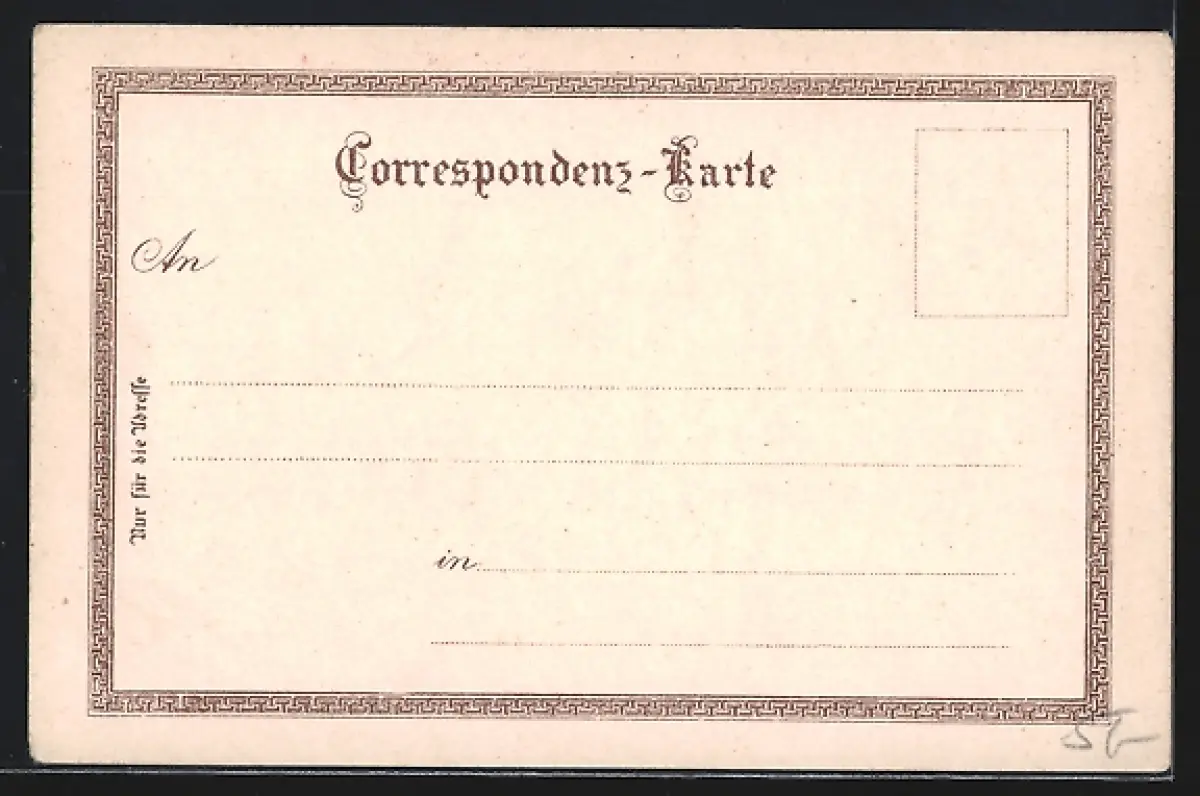 Correspondenz-Karte
An
Nur für die Adresse
in